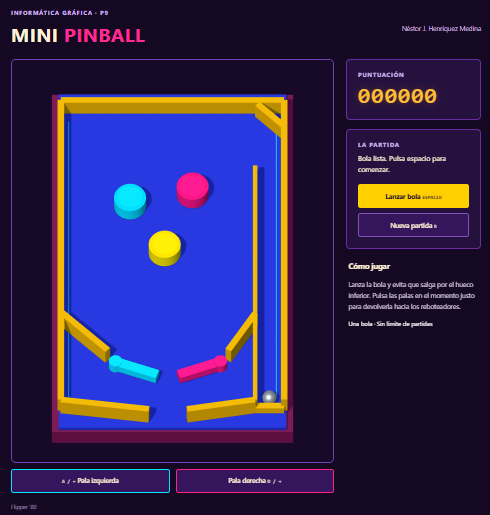 INFORMÁTICA GRÁFICA · P9
MINI PINBALL
Néstor J. Henríquez Medina
PUNTUACIÓN
000000
LA PARTIDA
Bola lista. Pulsa espacio para
comenzar.
Lanzar bola ESPACIO
Nueva partida R
Cómo jugar
Lanza la bola y evita que salga por el hueco
inferior. Pulsa las palas en el momento justo
para devolverla hacia los reboteadores.
Una bola · Sin límite de partidas
A / ← Pala izquierda
Pala derecha D / →
Flipper '80